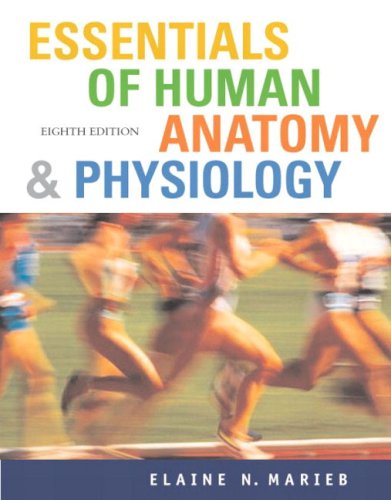 ESSENTIALS
OF HUMAN
EIGHTH EDITION ANATOMY
& PHYSIOLOGY
ELAINE N. MARIEB